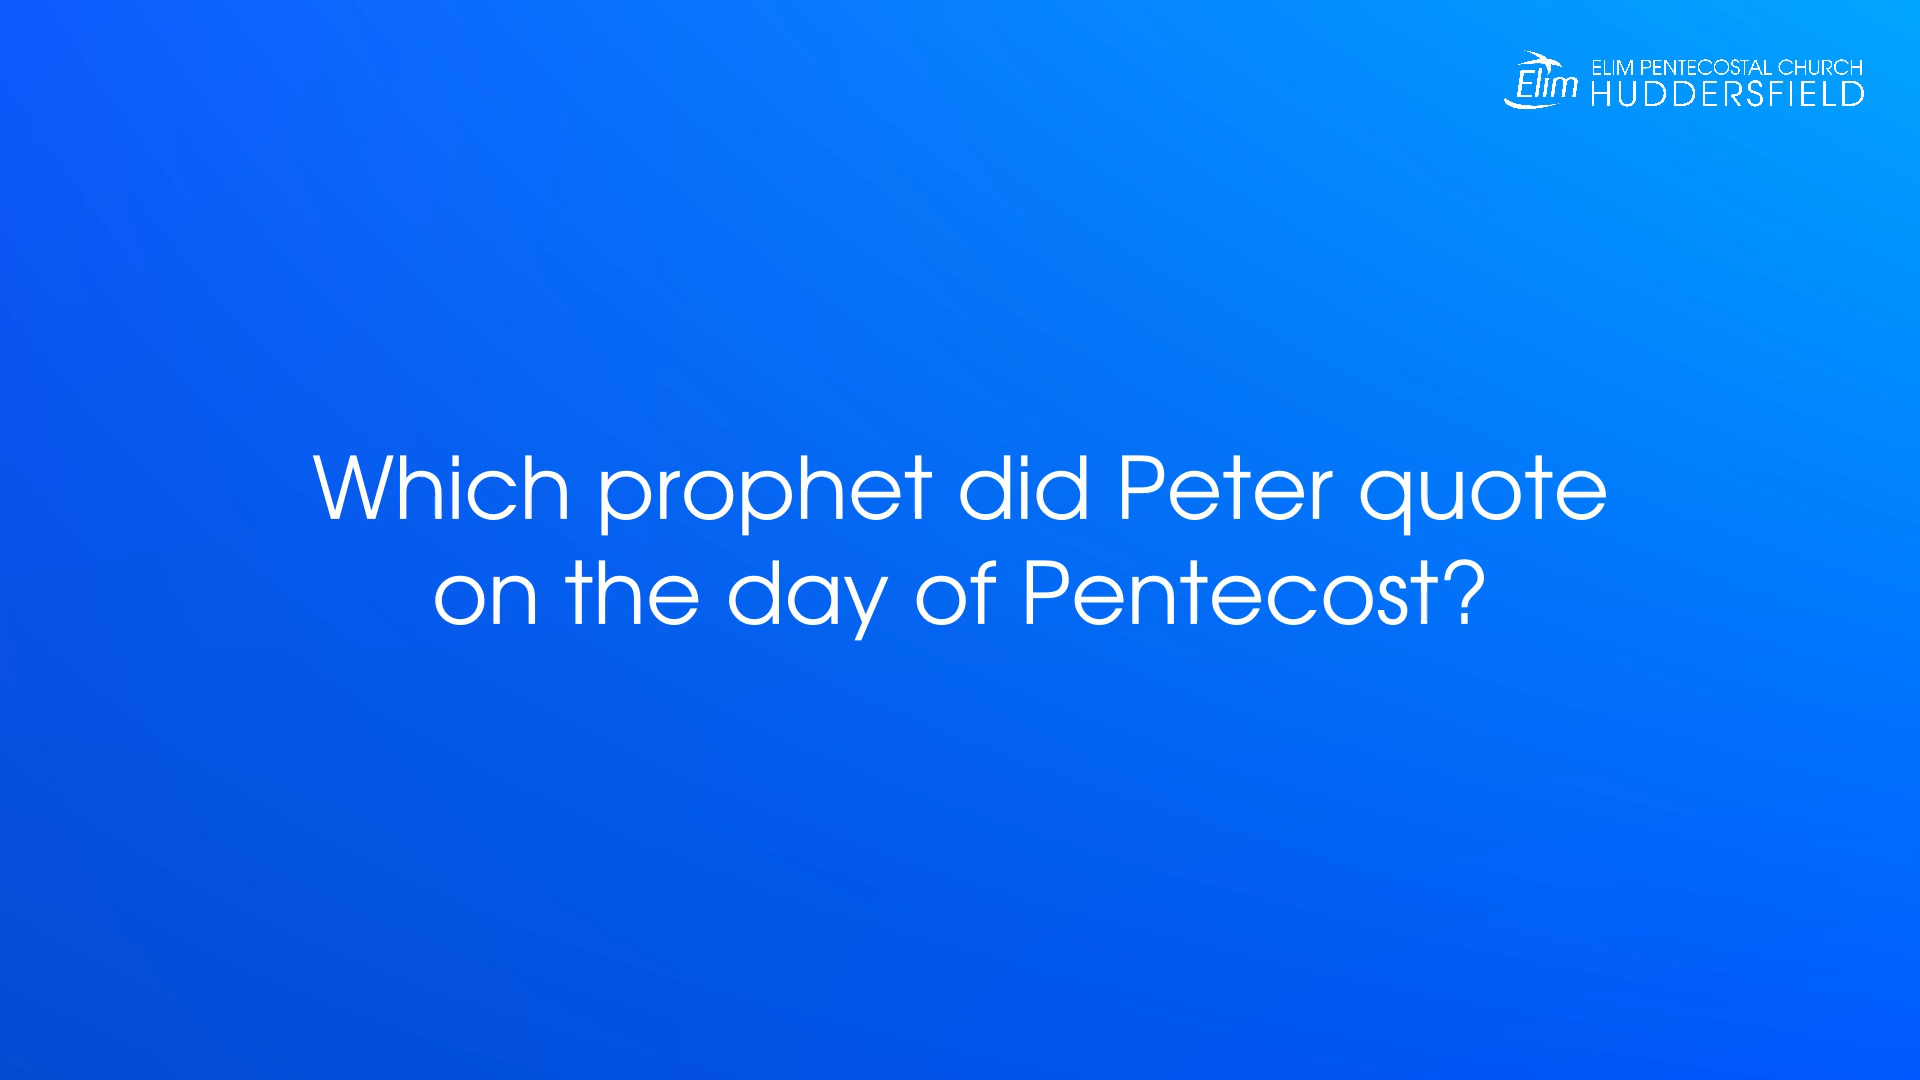 Elim
ELIM PENTECOSTAL CHURCH
HUDDERSFIELD
Which prophet did Peter quote
on the day of Pentecost?